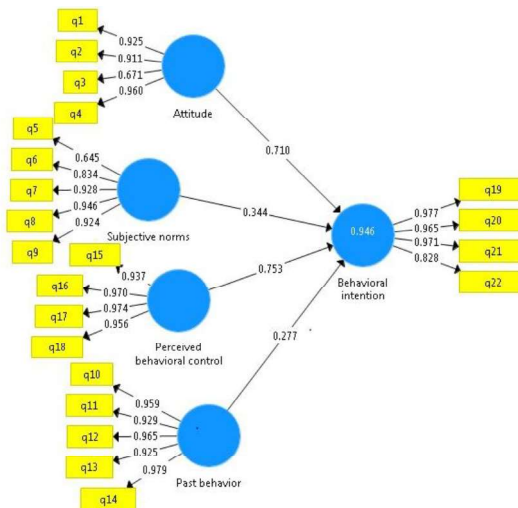 q1
0.925
q2
0.911
q3
0.671
q4
0.960
Attitude
0.710
q5
0.645
q6
0.834
q7
0.928
q8
0.946
q9
0.924
Subjective norms
0.344
q15
0.937
q16
0.970
q17
0.974
q18
0.956
Perceived
behavioral control
0.753
q10
0.959
q11
0.929
q12
0.965
q13
0.925
q14
0.979
Past behavior
0.277
0.946
Behavioral
intention
q19
0.977
q20
0.965
q21
0.971
q22
0.828